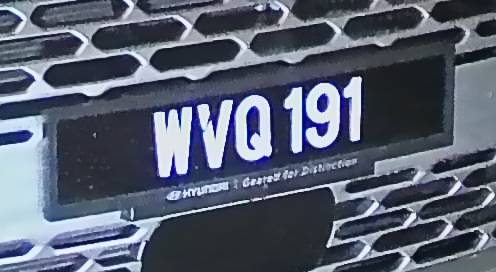 WVQ 191
HYUNDAI | Geared for Distinction